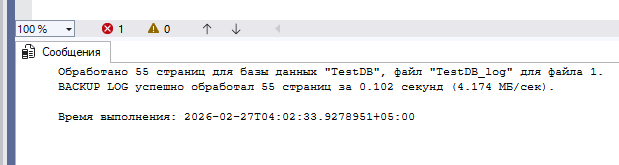 100 %
1
0
Сообщения
Обработано 55 страниц для базы данных "TestDB", файл "TestDB_log" для файла 1.
BACKUP LOG успешно обработал 55 страниц за 0.102 секунд (4.174 МБ/сек).
Время выполнения: 2026-02-27T04:02:33.9278951+05:00